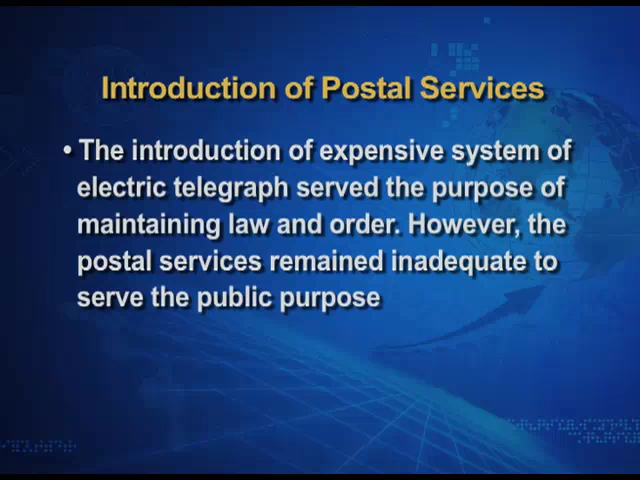 Introduction of Postal Services
• The introduction of expensive system of
electric telegraph served the purpose of
maintaining law and order. However, the
postal services remained inadequate to
serve the public purpose